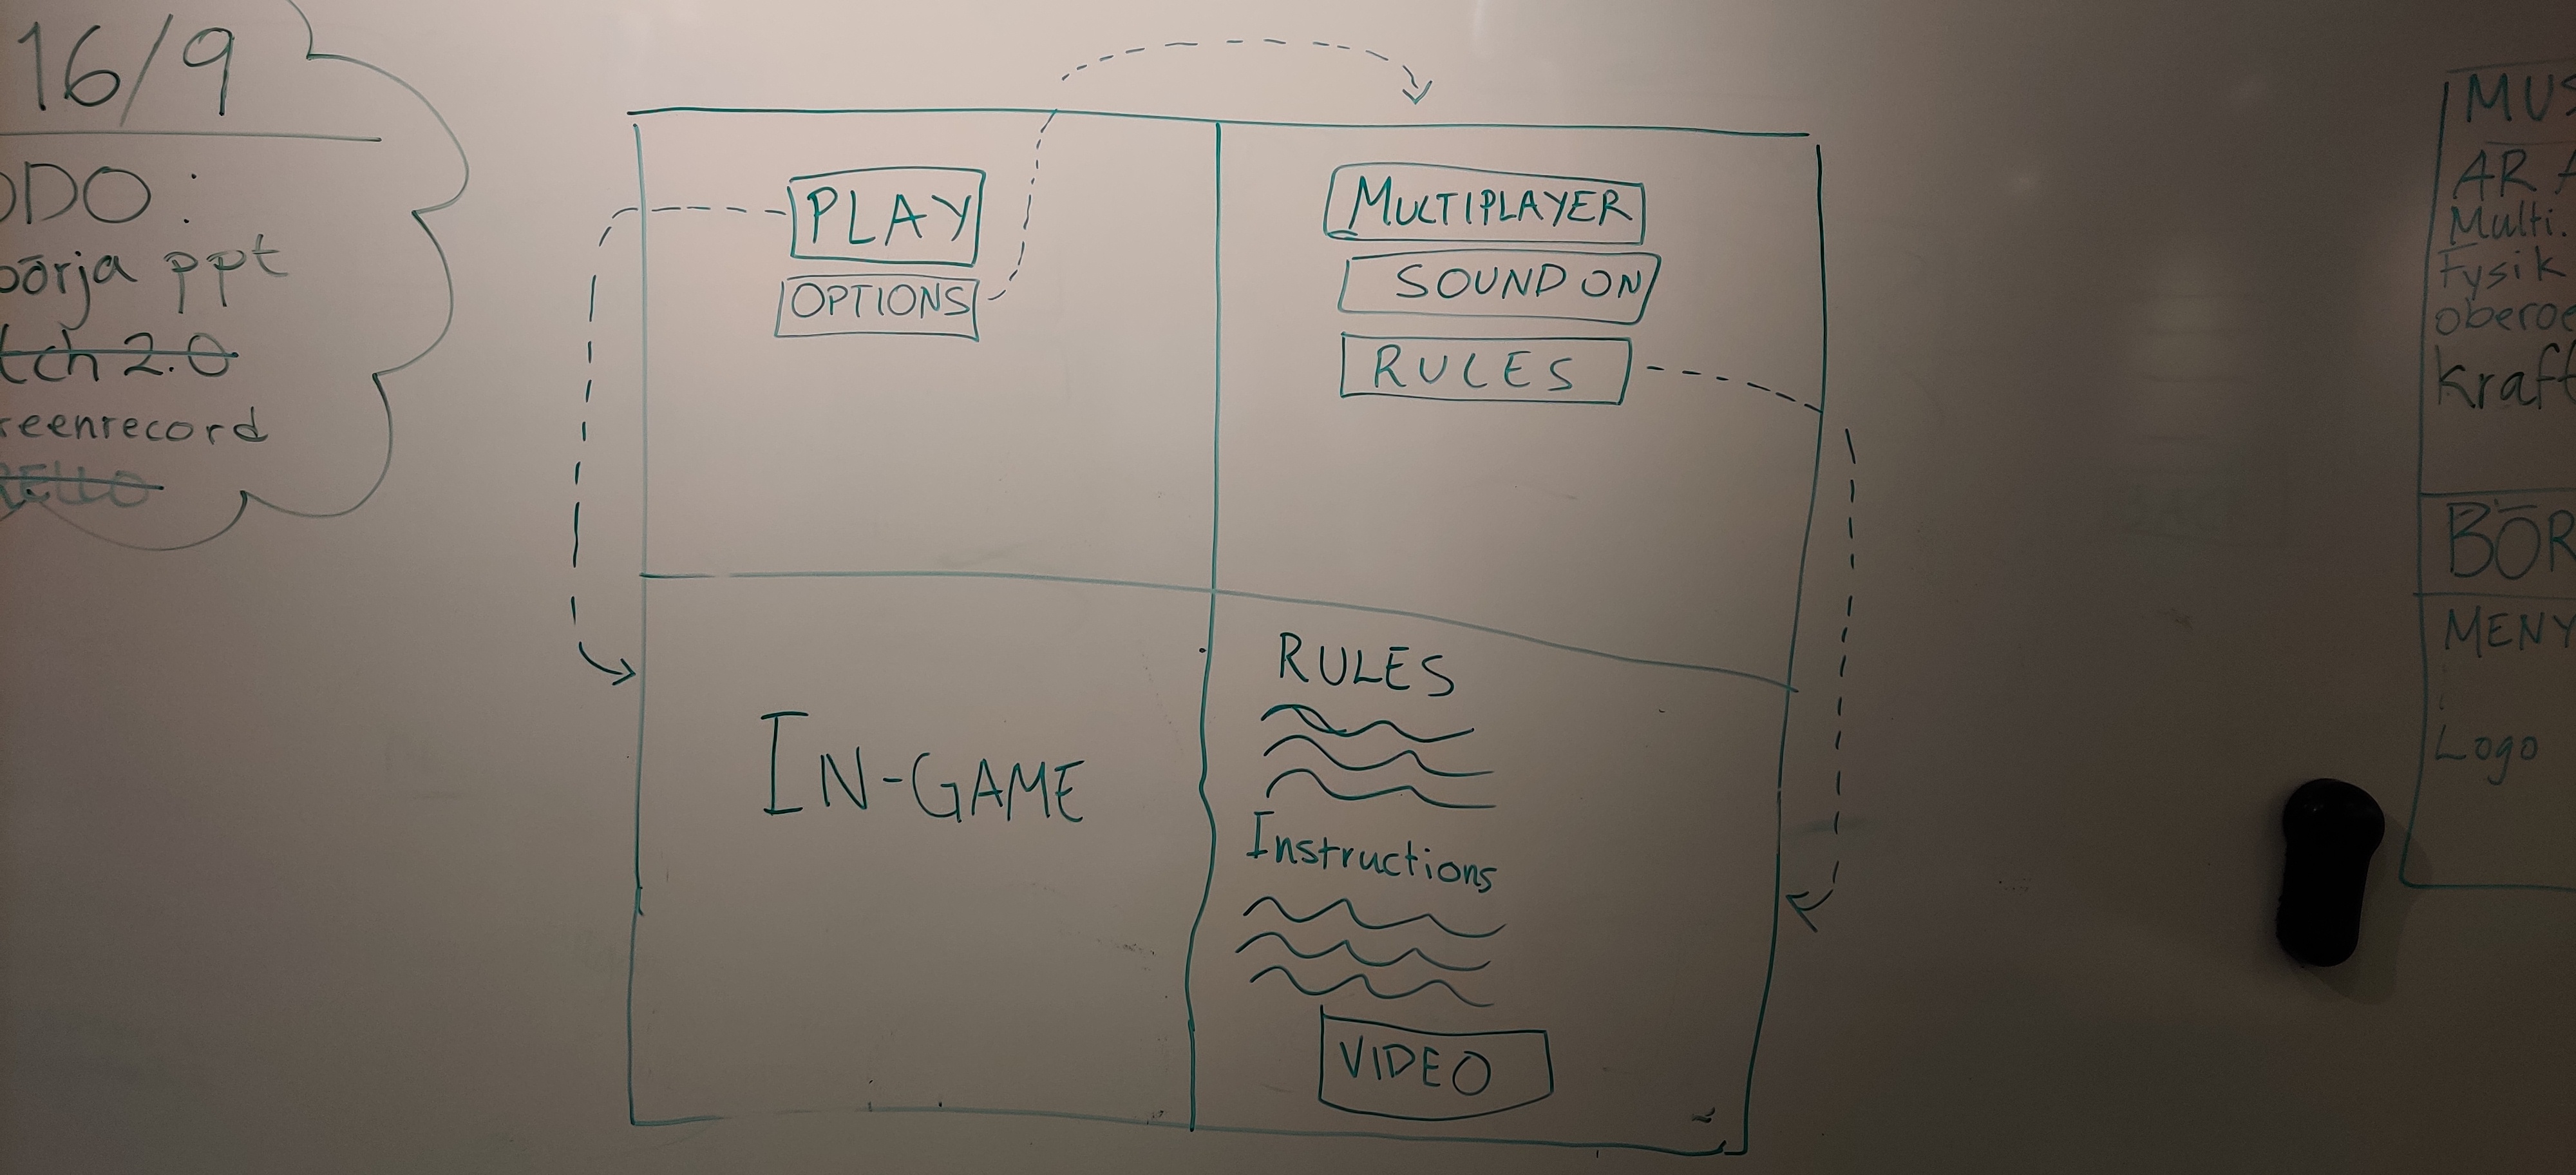 16/9
ODO:
börja ppt
tch 2.0
reenrecord
RELLO
PLAY
OPTIONS
MULTIPLAYER
SOUND ON
RULES
IN-GAME
RULES
Instructions
VIDEO
MUS
AR A
Multi.
Fysik
oberoe
Kraft
BÖR
MENY
Logo